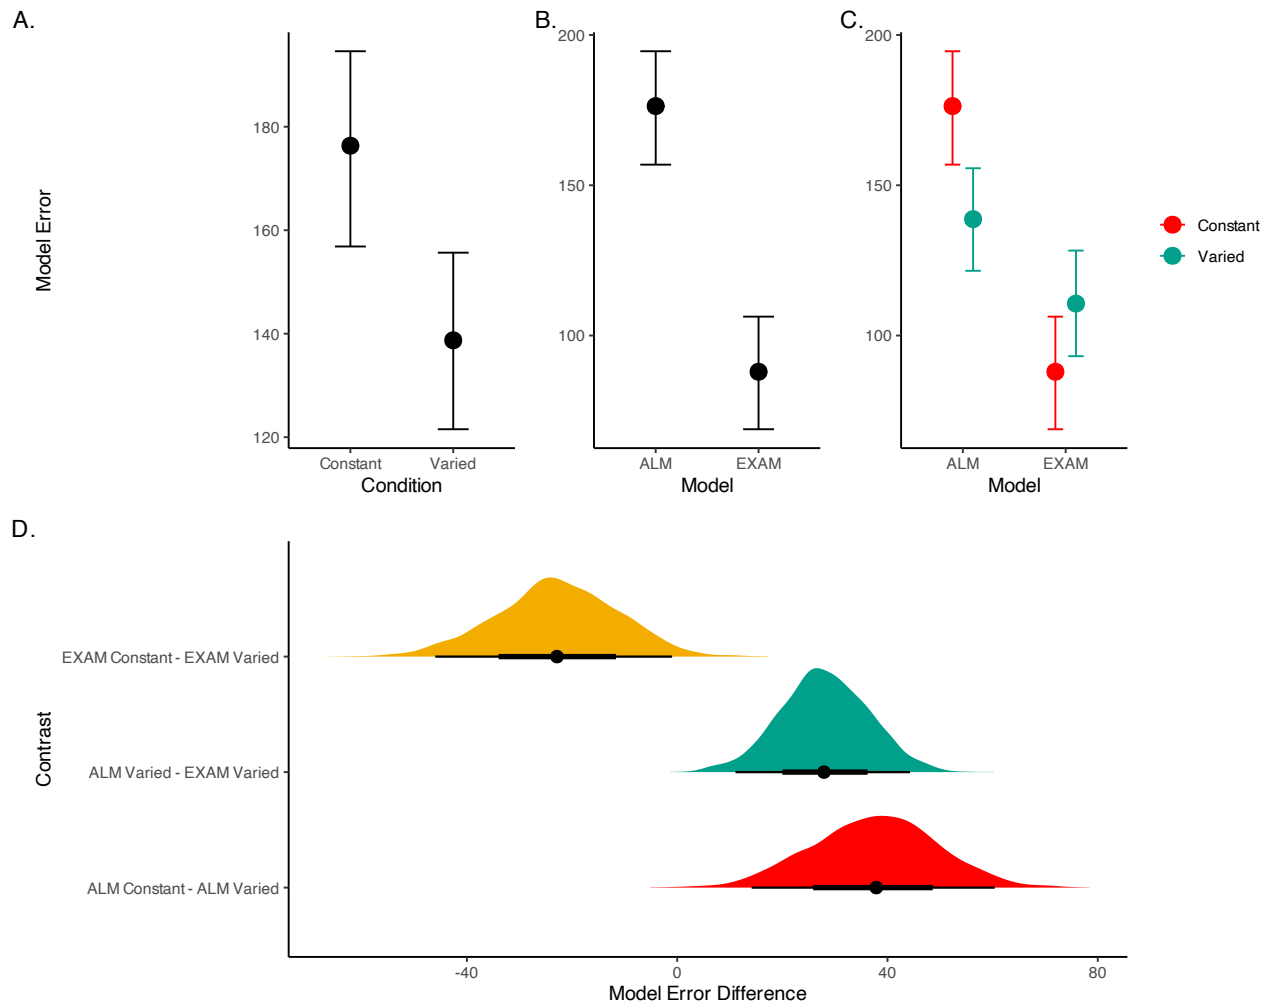 A.
B.
C.
Model Error
180
160
140
120
Constant
Varied
Condition
200
150
100
ALM
EXAM
Model
200
150
100
ALM
EXAM
Model
Constant
Varied
D.
Contrast
EXAM Constant - EXAM Varied
ALM Varied - EXAM Varied
ALM Constant - ALM Varied
-40
0
40
80
Model Error Difference